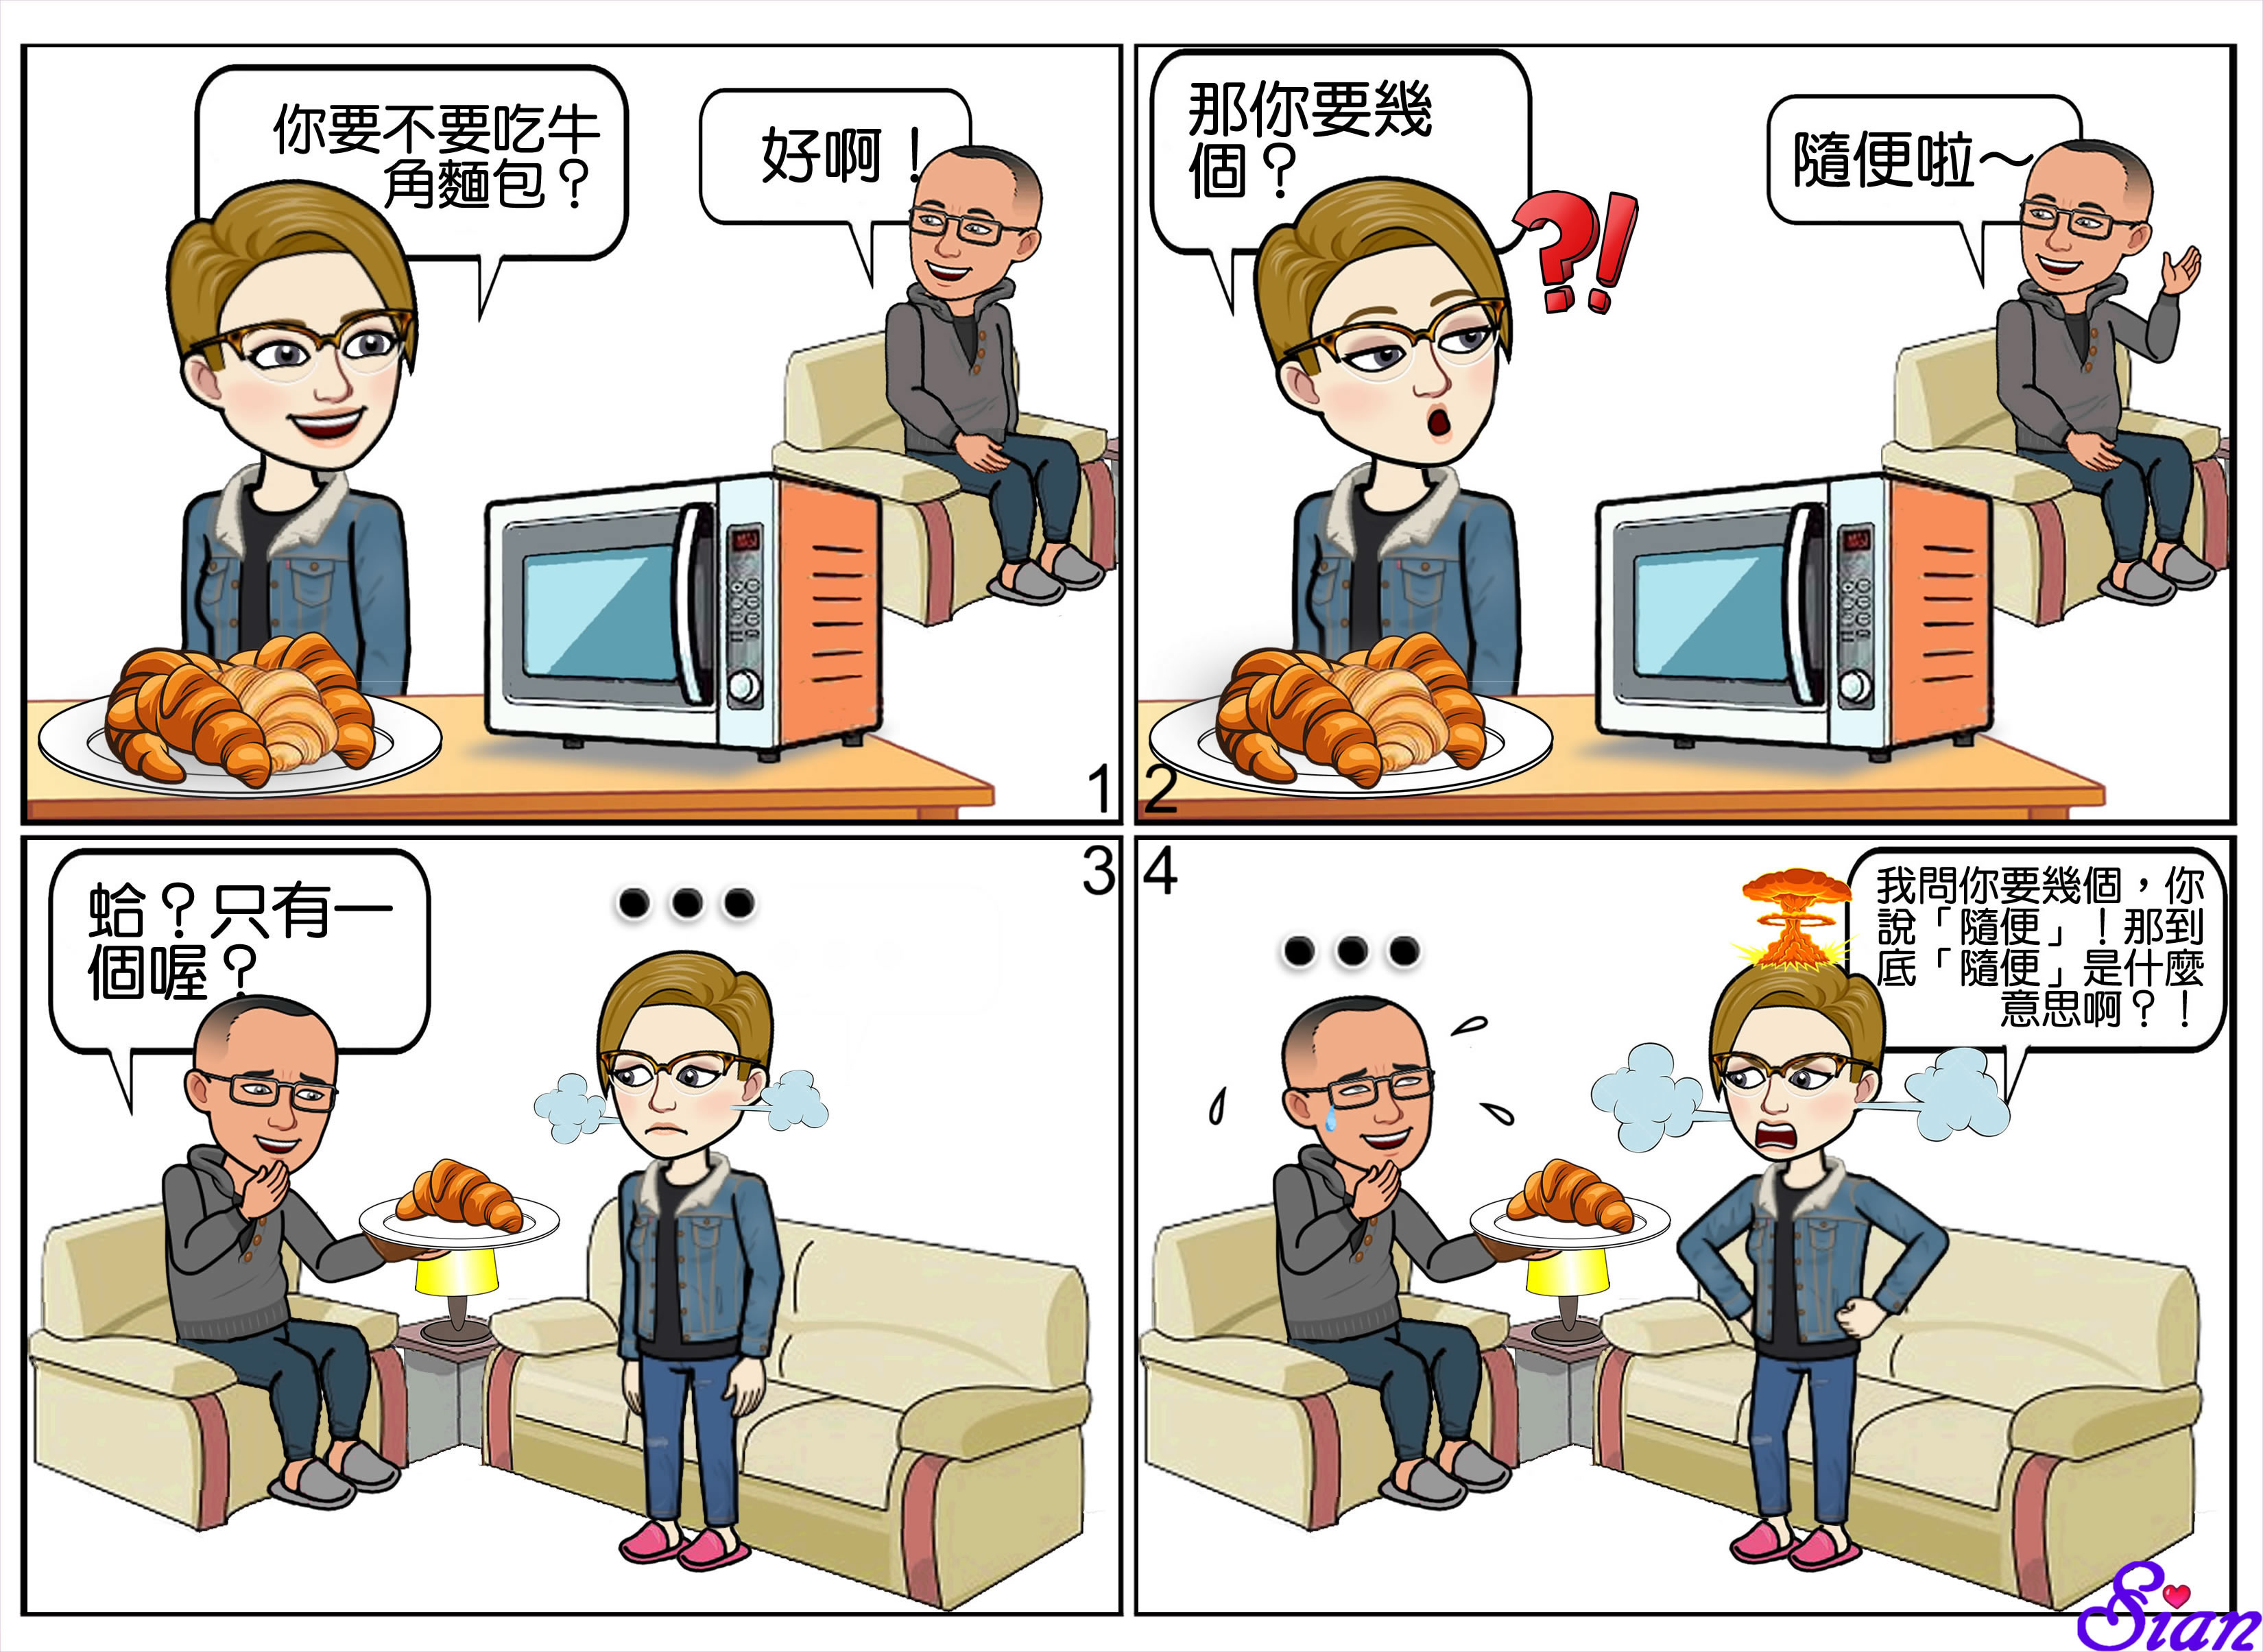 你要不要吃牛
角麵包？
好啊！
1
那你要幾
個？
?!
隨便啦～
2
蛤？只有一
個喔？
3
4
我問你要幾個，你
說「隨便」！那到
底「隨便」是什麼
意思啊？！
Sian